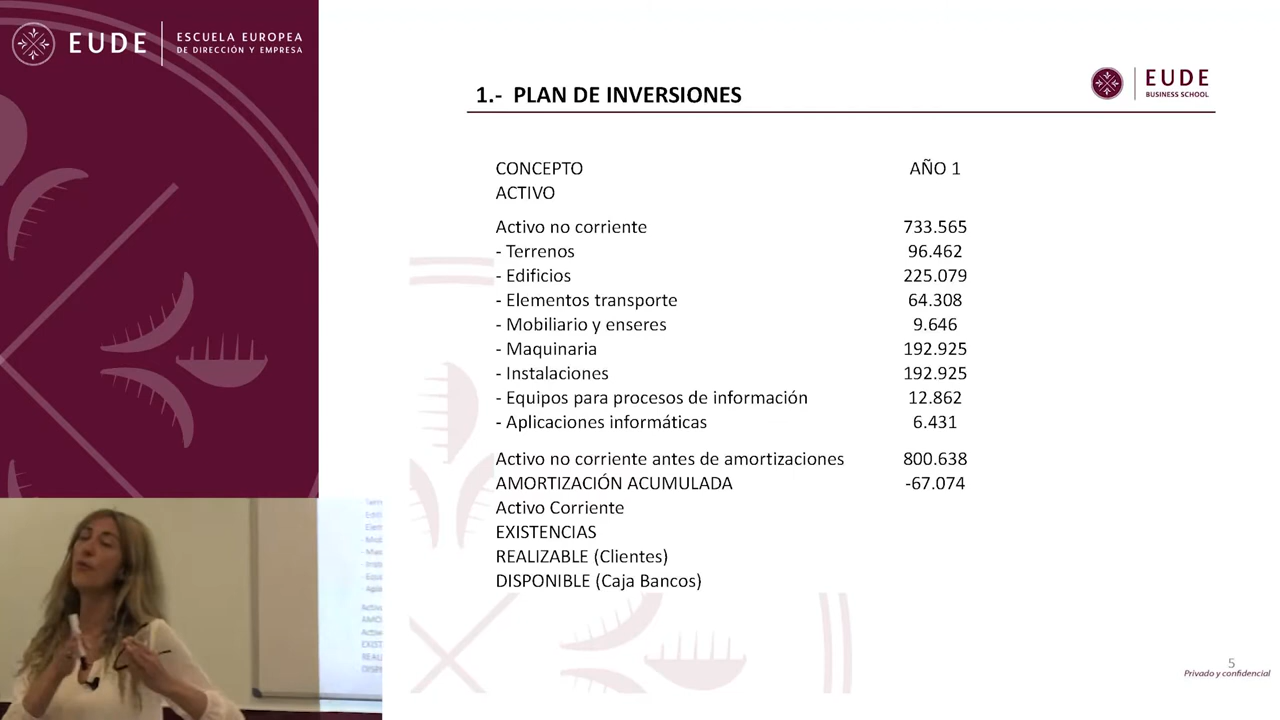 EUDE
ESCUELA EUROPEA
DE DIRECCIÓN Y EMPRESA
EUDE
BUSINESS SCHOOL
1.- PLAN DE INVERSIONES
CONCEPTO AÑO 1
ACTIVO
Activo no corriente 733.565
- Terrenos 96.462
- Edificios 225.079
- Elementos transporte 64.308
- Mobiliario y enseres 9.646
- Maquinaria 192.925
- Instalaciones 192.925
- Equipos para procesos de información 12.862
- Aplicaciones informáticas 6.431
Activo no corriente antes de amortizaciones 800.638
AMORTIZACIÓN ACUMULADA -67.074
Activo Corriente
EXISTENCIAS
REALIZABLE (Clientes)
DISPONIBLE (Caja Bancos)
5
Privado y confidencial